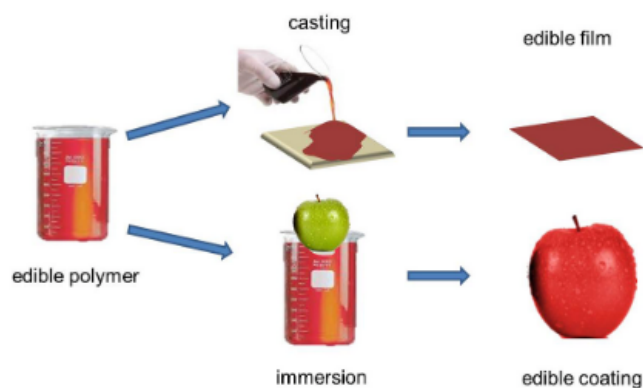 casting
edible film
edible polymer
immersion
edible coating